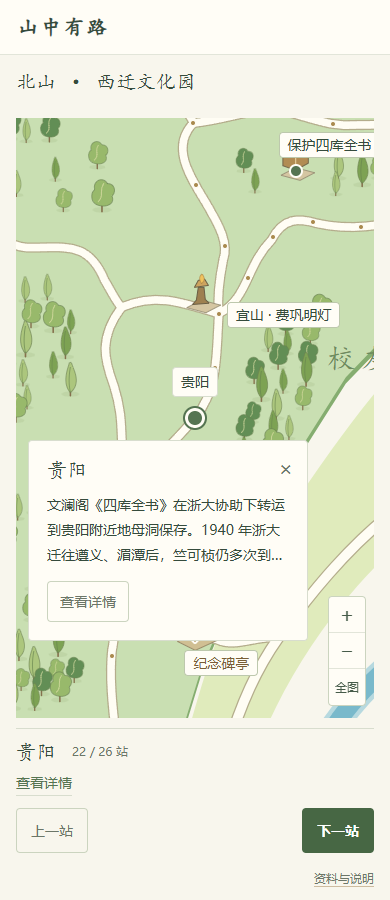 山中有路
北山 • 西迁文化园
保护四库全书
宜山 · 费巩明灯
校
贵阳
贵阳 ×
文澜阁《四库全书》在浙大协助下转运
到贵阳附近地母洞保存。1940 年浙大
迁往遵义、湄潭后，竺可桢仍多次到...
查看详情
+
−
全图
纪念碑亭
贵阳 22 / 26 站
查看详情
上一站
下一站
资料与说明